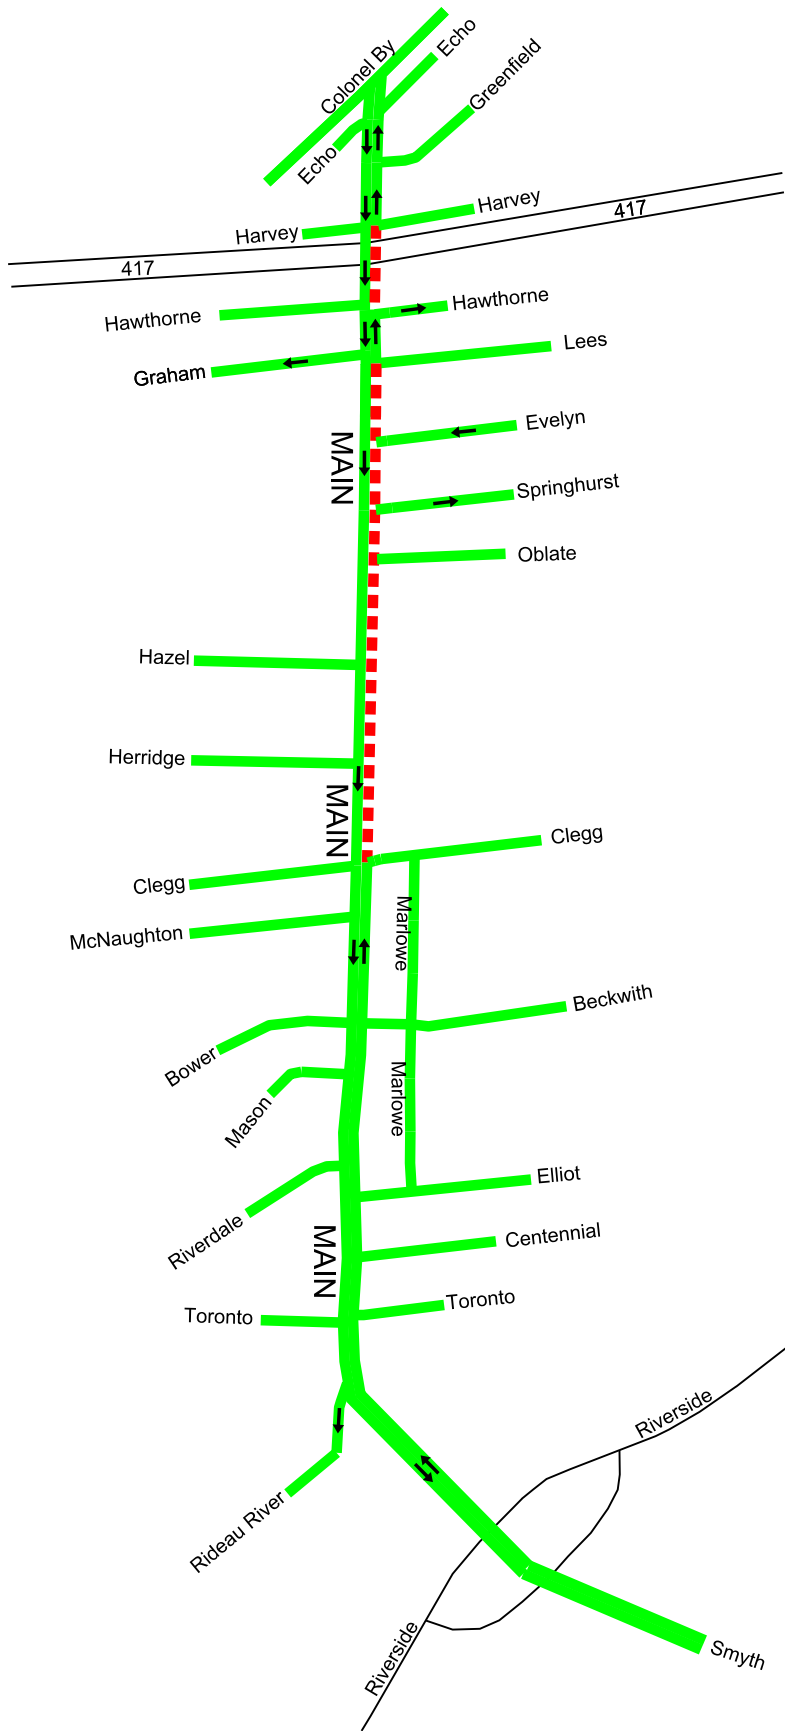 Colonel By
Echo
Greenfield
Echo
Harvey
Harvey
417
417
Hawthorne
Hawthorne
Graham
Lees
Evelyn
MAIN
Springhurst
Oblate
Hazel
Herridge
MAIN
Clegg
Clegg
McNaughton
Marlowe
Beckwith
Bower
Marlowe
Mason
Elliot
Riverdale
Centennial
MAIN
Toronto
Toronto
Riverside
Rideau River
Riverside
Smyth